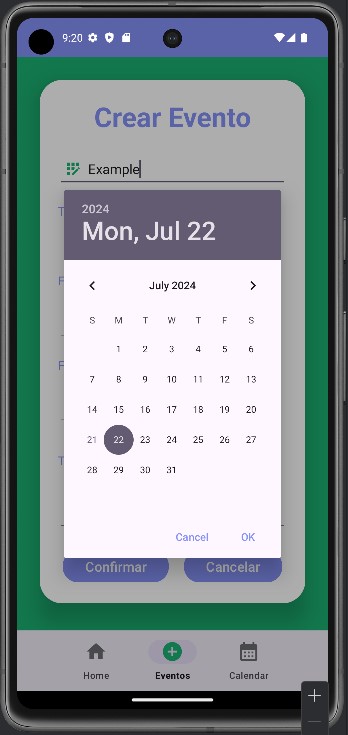 9:20
Crear Evento
Example
T
F
F
T
2024
Mon, Jul 22
July 2024
S M T W T F S
1 2 3 4 5 6
7 8 9 10 11 12 13
14 15 16 17 18 19 20
21 22 23 24 25 26 27
28 29 30 31
Cancel OK
Confirmar Cancelar
Home Eventos Calendar